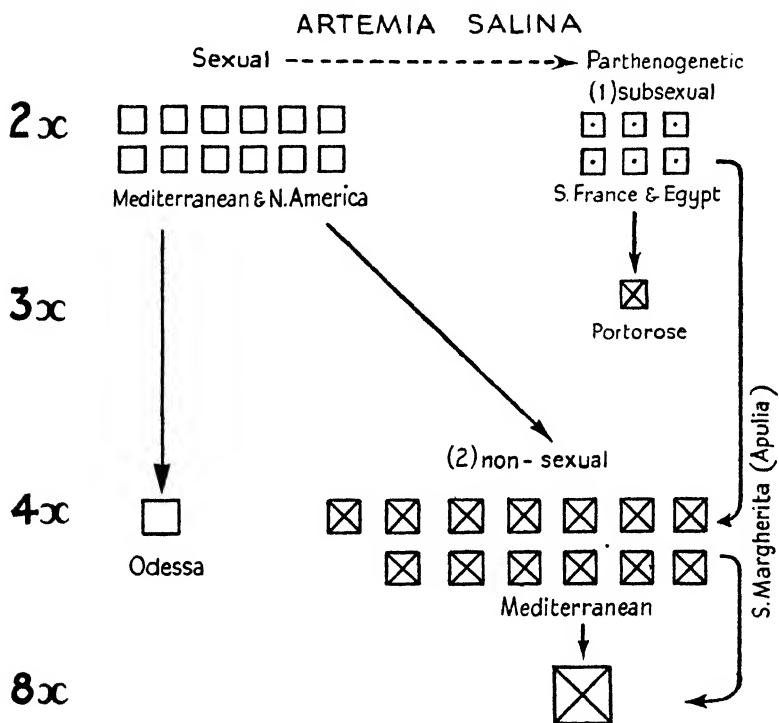 ARTEMIA SALINA
Sexual
Parthenogenetic
(1) subsexual
2x
Mediterranean & N. America
S. France & Egypt
3x
Portorose
(2) non-sexual
4x
Odessa
Mediterranean
S. Margherita (Apulia)
8x